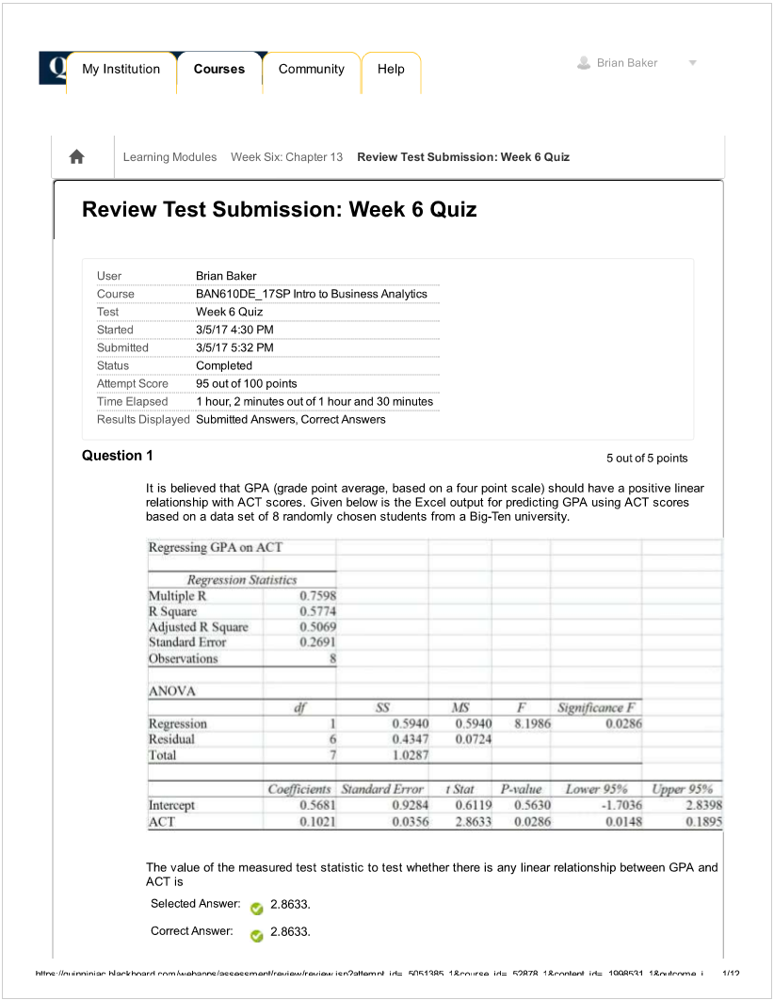 Q My Institution Courses Community Help Brian Baker
Learning Modules Week Six: Chapter 13 Review Test Submission: Week 6 Quiz
Review Test Submission: Week 6 Quiz
User Brian Baker
Course BAN610DE_17SP Intro to Business Analytics
Test Week 6 Quiz
Started 3/5/17 4:30 PM
Submitted 3/5/17 5:32 PM
Status Completed
Attempt Score 95 out of 100 points
Time Elapsed 1 hour, 2 minutes out of 1 hour and 30 minutes
Results Displayed Submitted Answers, Correct Answers
Question 1 5 out of 5 points
It is believed that GPA (grade point average, based on a four point scale) should have a positive linear
relationship with ACT scores. Given below is the Excel output for predicting GPA using ACT scores
based on a data set of 8 randomly chosen students from a Big-Ten university.
Regressing GPA on ACT
Regression Statistics
Multiple R 0.7598
R Square 0.5774
Adjusted R Square 0.5069
Standard Error 0.2691
Observations 8
ANOVA
df SS MS F Significance F
Regression 1 0.5940 0.5940 8.1986 0.0286
Residual 6 0.4347 0.0724
Total 7 1.0287
Coefficients Standard Error t Stat P-value Lower 95% Upper 95%
Intercept 0.5681 0.9284 0.6119 0.5630 -1.7036 2.8398
ACT 0.1021 0.0356 2.8633 0.0286 0.0148 0.1895
The value of the measured test statistic to test whether there is any linear relationship between GPA and
ACT is
Selected Answer: 2.8633.
Correct Answer: 2.8633.
https://quinnipiac.blackboard.com/webapps/assessment/review/review.jsp?attempt_id=_5051385_1&course_id=_52878_1&content_id=_1998531_1&outcome_i… 1/12